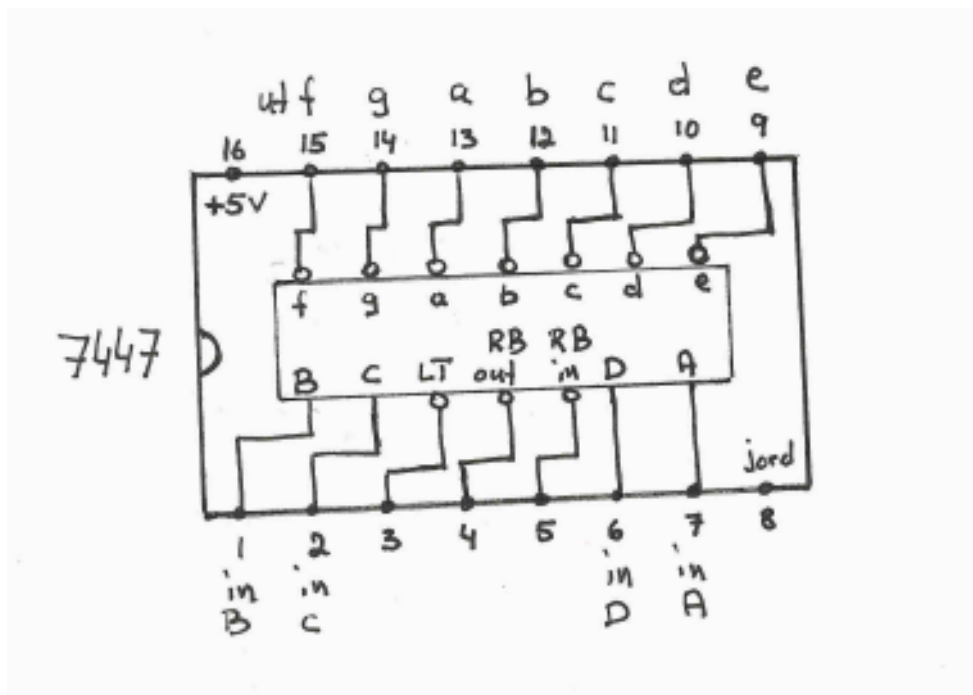 ut f g a b c d e
16 15 14 13 12 11 10 9
+5V
f g a b c d e
7447
RB RB
B C LT out in D A
jord
1 2 3 4 5 6 7 8
in in in in
B C D A